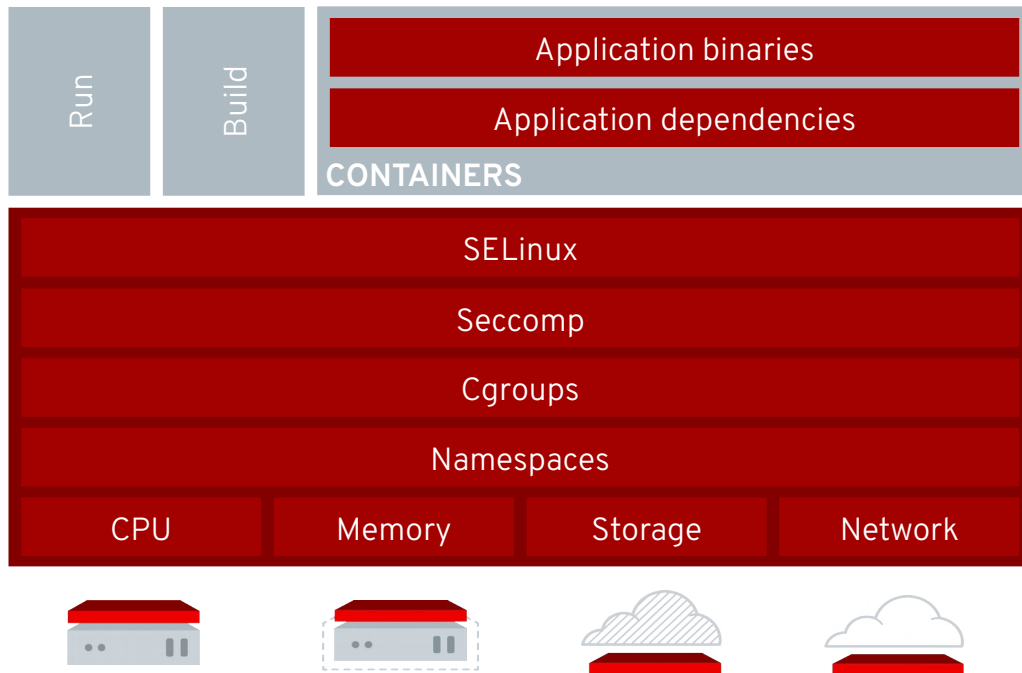 Run
Build
Application binaries
Application dependencies
CONTAINERS
SELinux
Seccomp
Cgroups
Namespaces
CPU
Memory
Storage
Network